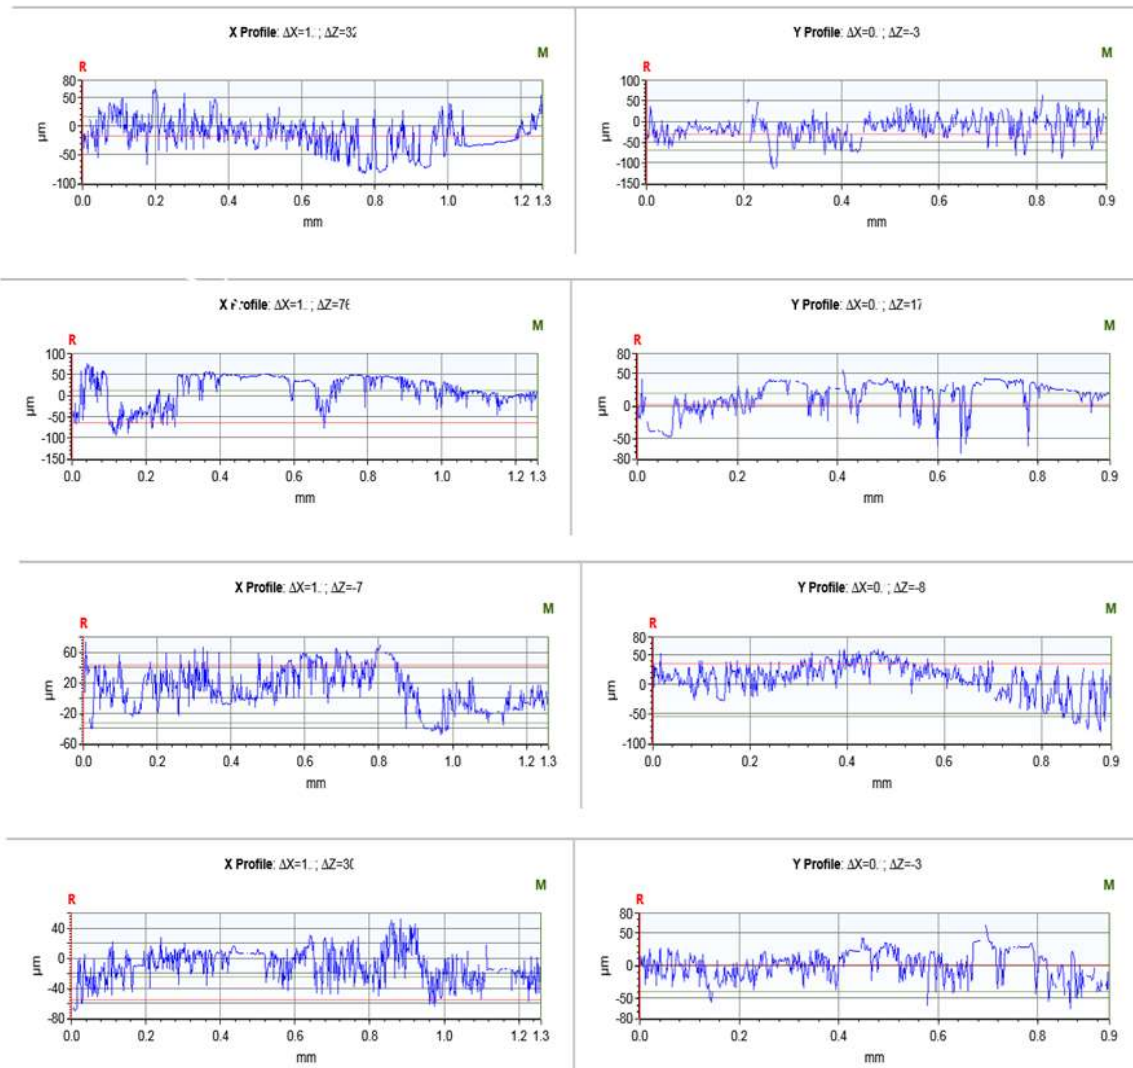 X Profile: ΔX=1. ; ΔZ=32
R
M
80
50
0
-50
-100
µm
0.0 0.2 0.4 0.6 0.8 1.0 1.2 1.3
mm
Y Profile: ΔX=0. ; ΔZ=-3
R
M
100
50
0
-50
-100
-150
µm
0.0 0.2 0.4 0.6 0.8 0.9
mm
X Profile: ΔX=1.. ; ΔZ=76
R
M
100
50
0
-50
-100
-150
µm
0.0 0.2 0.4 0.6 0.8 1.0 1.2 1.3
mm
Y Profile: ΔX=0. ; ΔZ=17
R
M
80
50
0
-50
-80
µm
0.0 0.2 0.4 0.6 0.8 0.9
mm
X Profile: ΔX=1. ; ΔZ=-7
R
M
60
20
-20
-60
µm
0.0 0.2 0.4 0.6 0.8 1.0 1.2 1.3
mm
Y Profile: ΔX=0. ; ΔZ=-8
R
M
80
50
0
-50
-100
µm
0.0 0.2 0.4 0.6 0.8 0.9
mm
X Profile: ΔX=1.. ; ΔZ=30
R
M
40
0
-40
-80
µm
0.0 0.2 0.4 0.6 0.8 1.0 1.2 1.3
mm
Y Profile: ΔX=0. ; ΔZ=-3
R
M
80
50
0
-50
-80
µm
0.0 0.2 0.4 0.6 0.8 0.9
mm